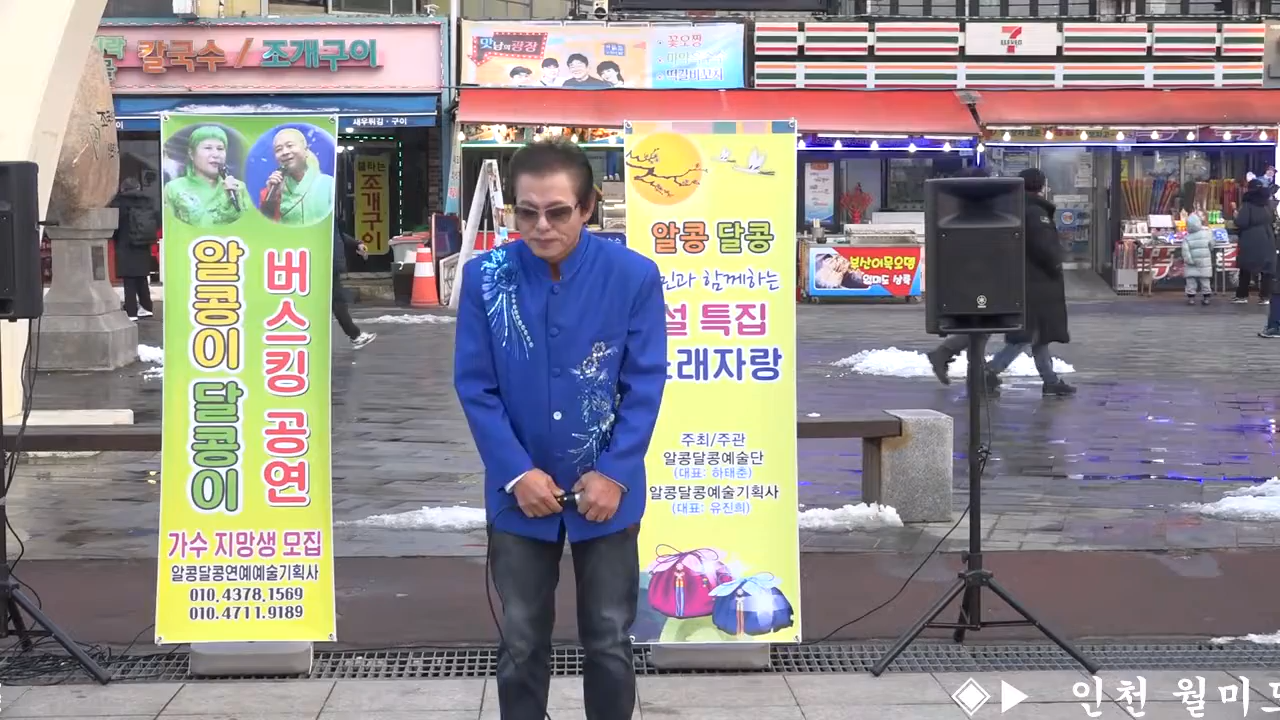 칼국수 / 조개구이
새우튀김 · 구이
맛남의광장
꽃오짱
떡갈비꼬치
7
ELEVEN
조개구이
알콩이 달콩이
버스킹 공연
가수 지망생 모집
알콩달콩연예예술기획사
010.4378.1569
010.4711.9189
알콩 달콩
함께하는
설 특집
래자랑
주최/주관
알콩달콩예술단
(대표: 하태춘)
알콩달콩예술기획사
(대표: 유진희)
부산어묵오뎅
YAMAHA
인천 월미도